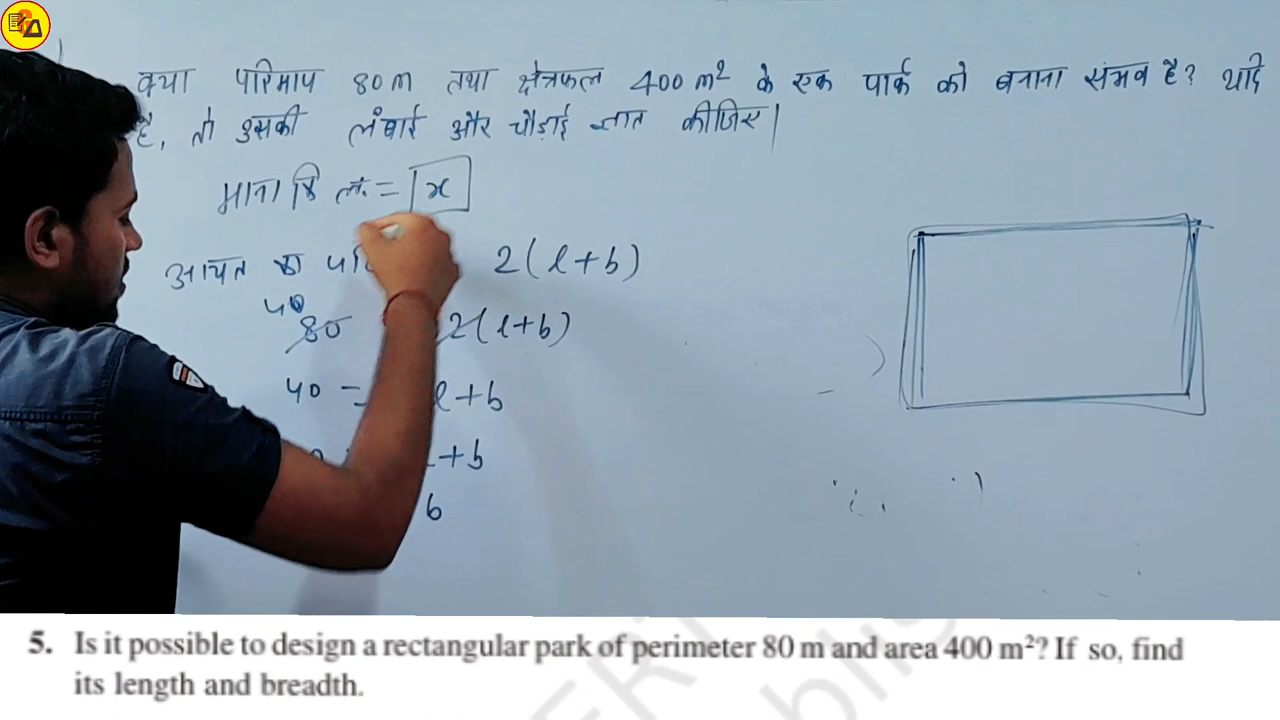 क्या परिमाप 80 m तथा क्षेत्रफल 400 m² के एक पार्क को बनाना संभव है? यदि
है, तो उसकी लंबाई और चौड़ाई ज्ञात कीजिए।
माना कि ल. = x
आयत का 2(l+b)
40
80 2(l+b)
40 = l+b
+b
b
5. Is it possible to design a rectangular park of perimeter 80 m and area 400 m²? If so, find
its length and breadth.